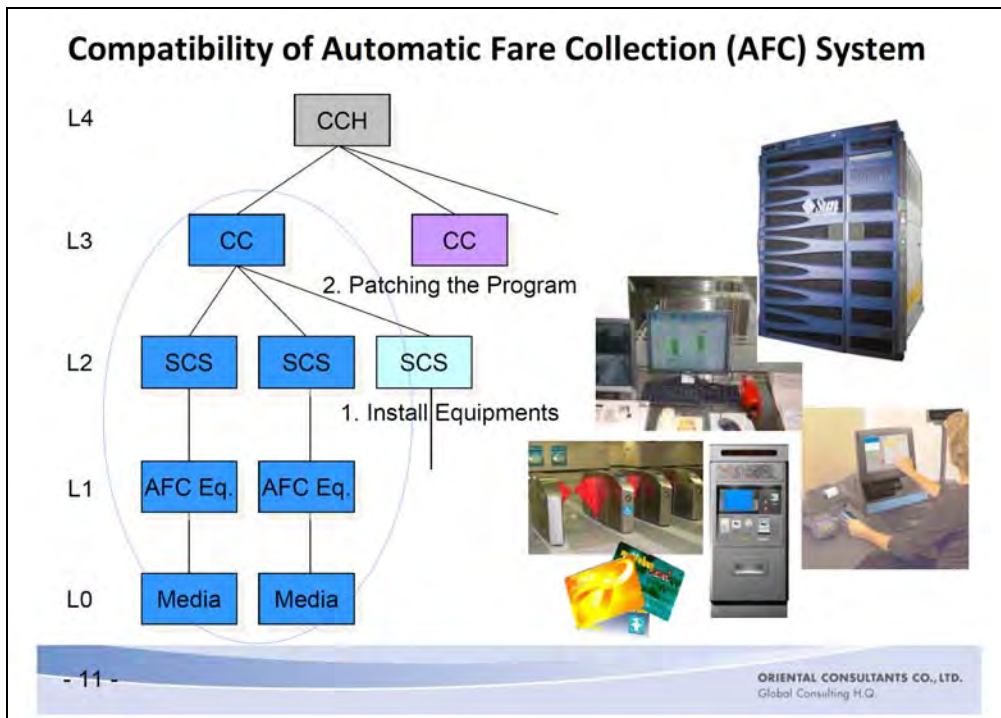 Compatibility of Automatic Fare Collection (AFC) System
L4
CCH
L3
CC
CC
2. Patching the Program
L2
SCS
SCS
SCS
1. Install Equipments
L1
AFC Eq.
AFC Eq.
L0
Media
Media
Sun
- 11 -
ORIENTAL CONSULTANTS CO., LTD.
Global Consulting H.Q.